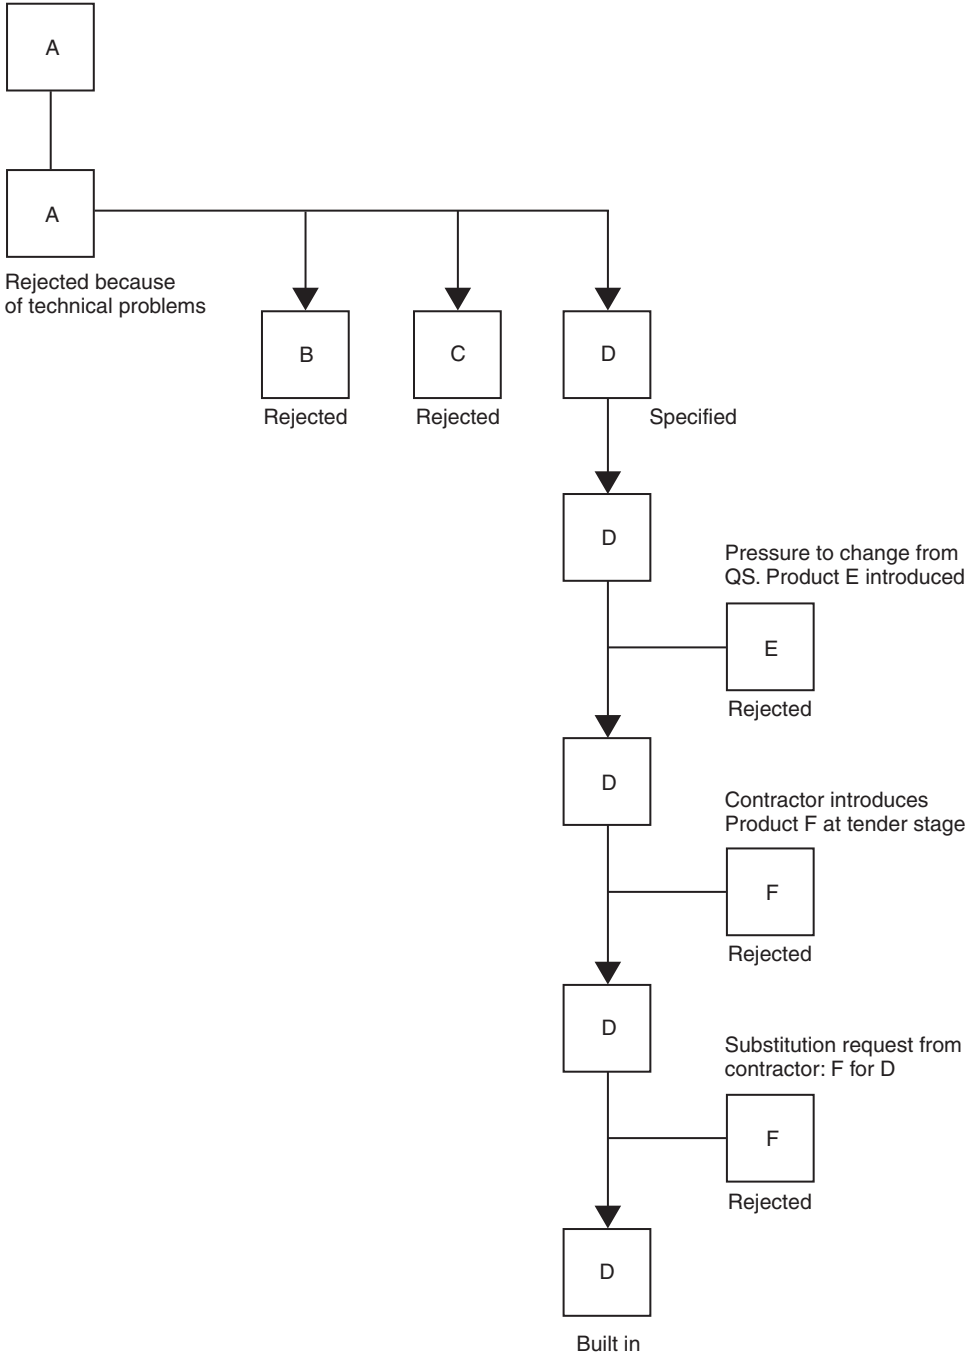 A
A
Rejected because
of technical problems
B
C
D
Rejected
Rejected
Specified
D
Pressure to change from
QS. Product E introduced
E
Rejected
D
Contractor introduces
Product F at tender stage
F
Rejected
D
Substitution request from
contractor: F for D
F
Rejected
D
Built in